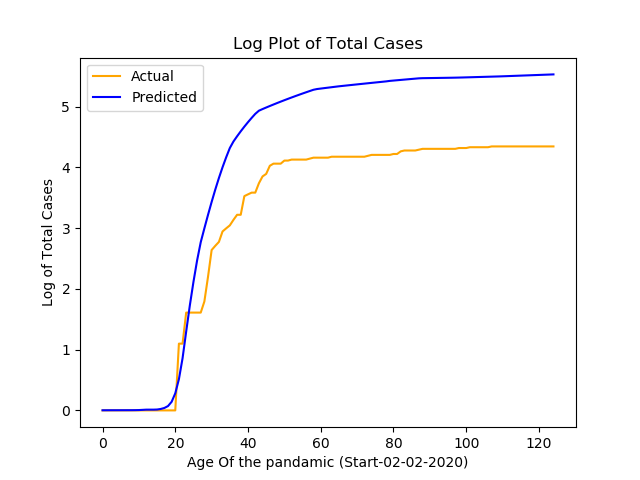 Log Plot of Total Cases
Actual
Predicted
5
4
3
2
1
0
Log of Total Cases
0 20 40 60 80 100 120
Age Of the pandamic (Start-02-02-2020)